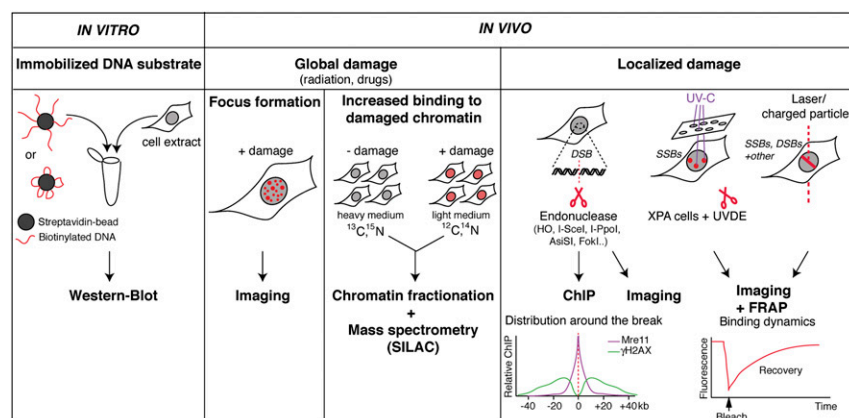 IN VITRO
IN VIVO
Immobilized DNA substrate
Global damage
(radiation, drugs)
Localized damage
cell extract
or
Streptavidin-bead
Biotinylated DNA
Western-Blot
Focus formation
+ damage
Imaging
Increased binding to
damaged chromatin
- damage
+ damage
heavy medium
light medium
¹³C,¹⁵N
¹²C,¹⁴N
Chromatin fractionation
+
Mass spectrometry
(SILAC)
DSB
Endonuclease
(HO, I-SceI, I-PpoI,
AsiSI, FokI..)
UV-C
SSBs
Laser/
charged particle
SSBs, DSBs
+other
XPA cells + UVDE
ChIP
Imaging
Distribution around the break
Relative ChIP
Mre11
γH2AX
-40 -20 0 +20 +40kb
Imaging
+ FRAP
Binding dynamics
Fluorescence
Recovery
Bleach
Time